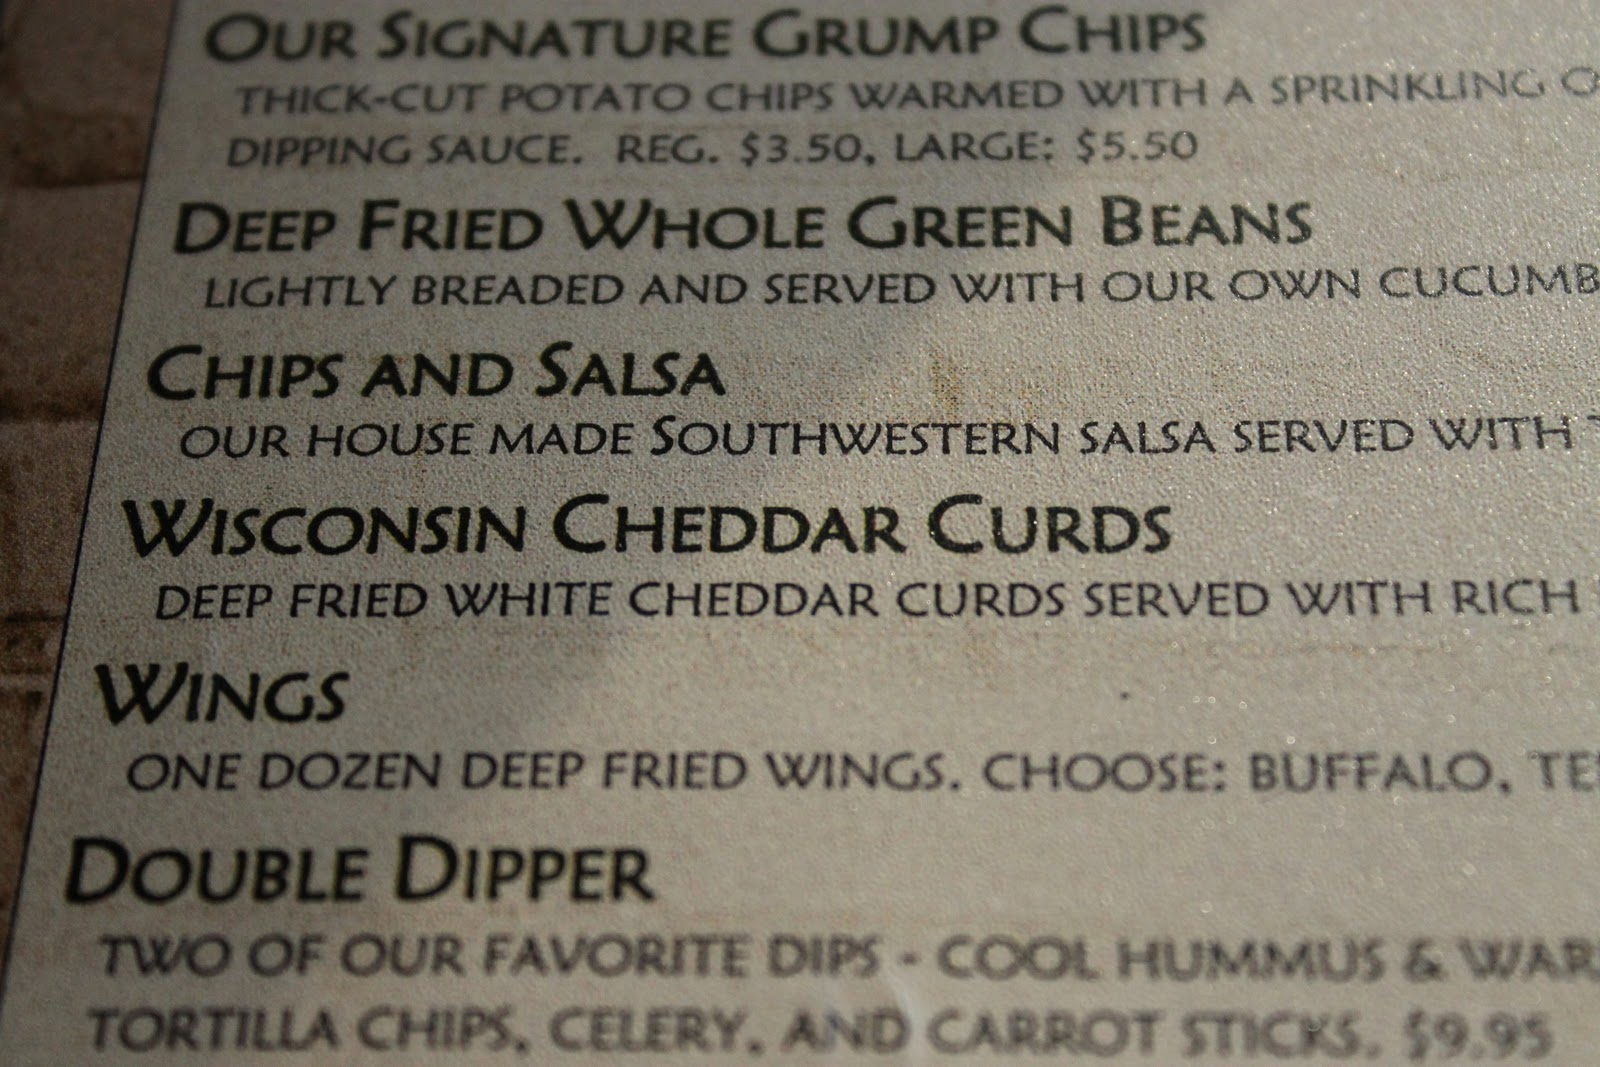 OUR SIGNATURE GRUMP CHIPS
THICK-CUT POTATO CHIPS WARMED WITH A SPRINKLING
DIPPING SAUCE. REG. $3.50, LARGE: $5.50
DEEP FRIED WHOLE GREEN BEANS
LIGHTLY BREADED AND SERVED WITH OUR OWN CUCUMB
CHIPS AND SALSA
OUR HOUSE MADE SOUTHWESTERN SALSA SERVED WITH
WISCONSIN CHEDDAR CURDS
DEEP FRIED WHITE CHEDDAR CURDS SERVED WITH RICH
WINGS
ONE DOZEN DEEP FRIED WINGS. CHOOSE: BUFFALO, TE
DOUBLE DIPPER
TWO OF OUR FAVORITE DIPS - COOL HUMMUS & WAR
TORTILLA CHIPS, CELERY, AND CARROT STICKS. $9.95